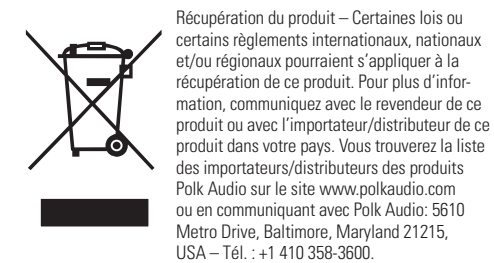 Récupération du produit – Certaines lois ou
certains règlements internationaux, nationaux
et/ou régionaux pourraient s’appliquer à la
récupération de ce produit. Pour plus d’infor-
mation, communiquez avec le revendeur de ce
produit ou avec l’importateur/distributeur de ce
produit dans votre pays. Vous trouverez la liste
des importateurs/distributeurs des produits
Polk Audio sur le site www.polkaudio.com
ou en communiquant avec Polk Audio: 5610
Metro Drive, Baltimore, Maryland 21215,
USA – Tél. : +1 410 358-3600.